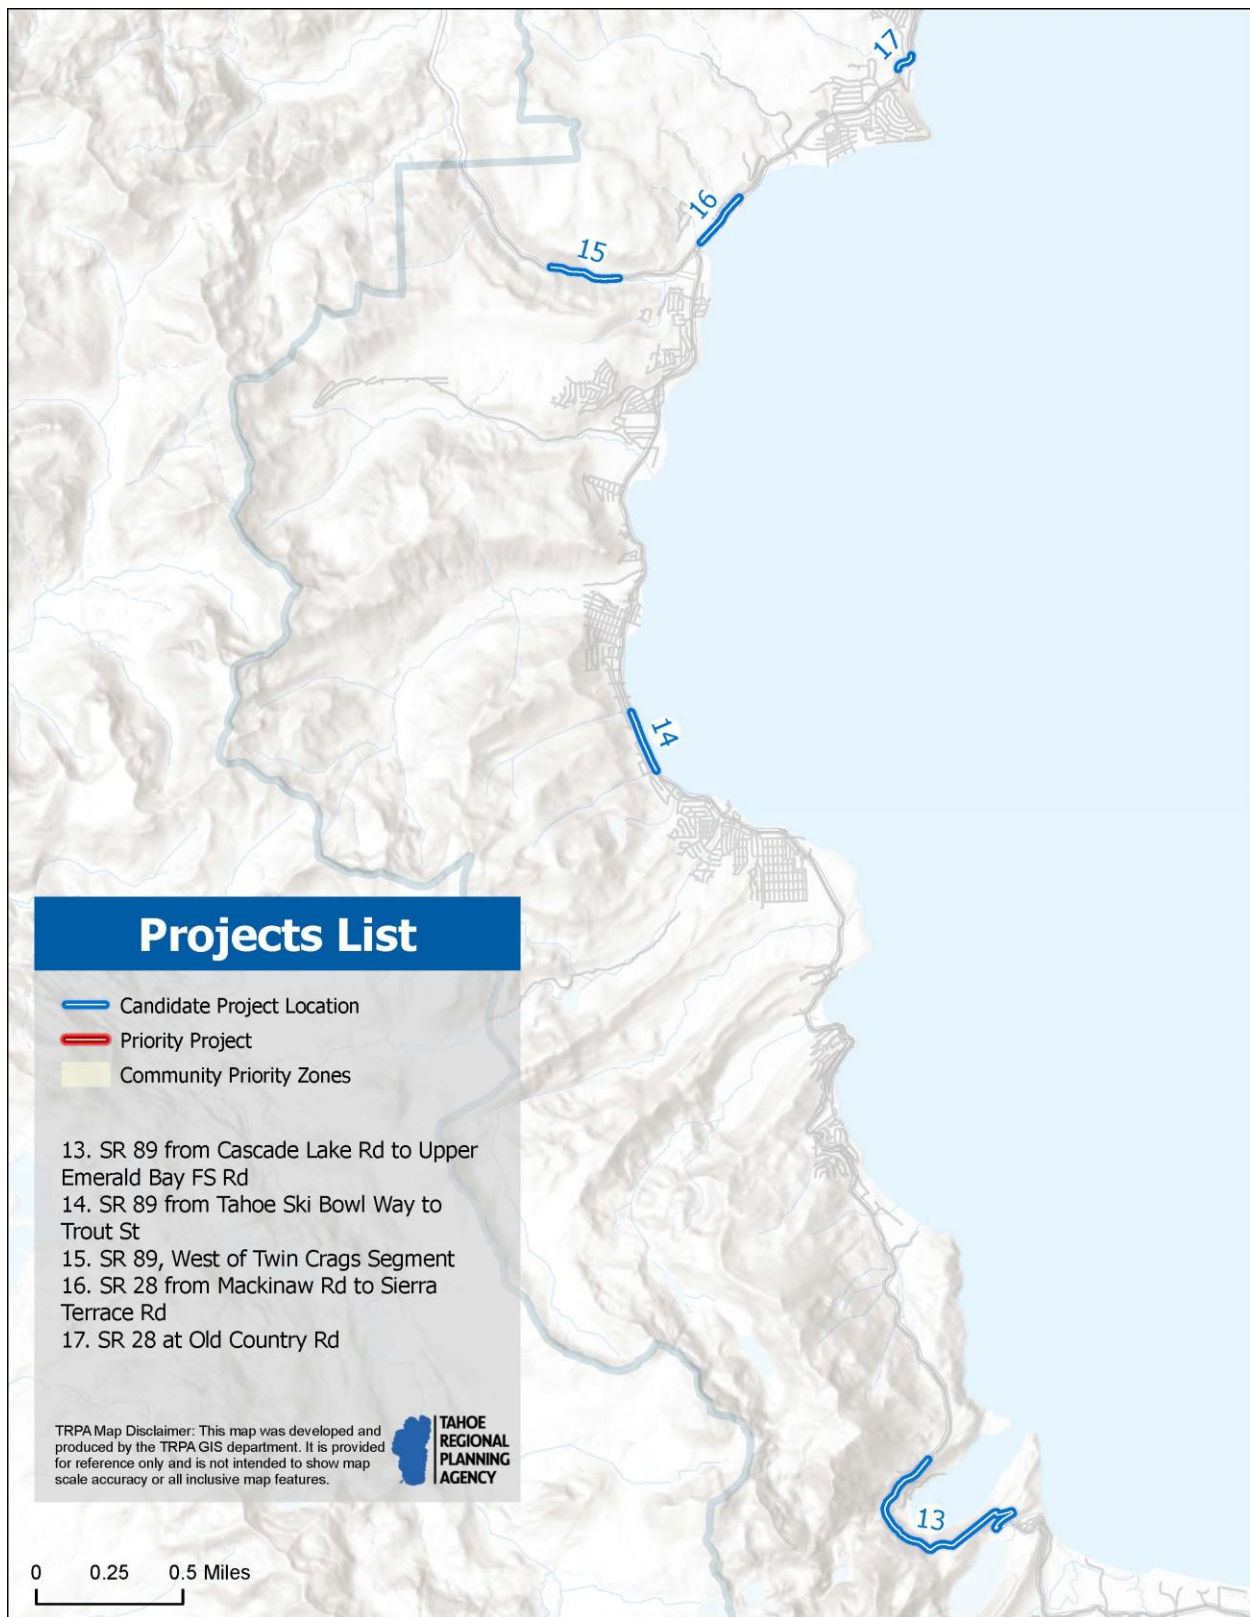 17
16
15
14
Projects List
Candidate Project Location
Priority Project
Community Priority Zones
13. SR 89 from Cascade Lake Rd to Upper
Emerald Bay FS Rd
14. SR 89 from Tahoe Ski Bowl Way to
Trout St
15. SR 89, West of Twin Crags Segment
16. SR 28 from Mackinaw Rd to Sierra
Terrace Rd
17. SR 28 at Old Country Rd
TRPA Map Disclaimer: This map was developed and
produced by the TRPA GIS department. It is provided
for reference only and is not intended to show map
scale accuracy or all inclusive map features.
TAHOE
REGIONAL
PLANNING
AGENCY
13
0 0.25 0.5 Miles